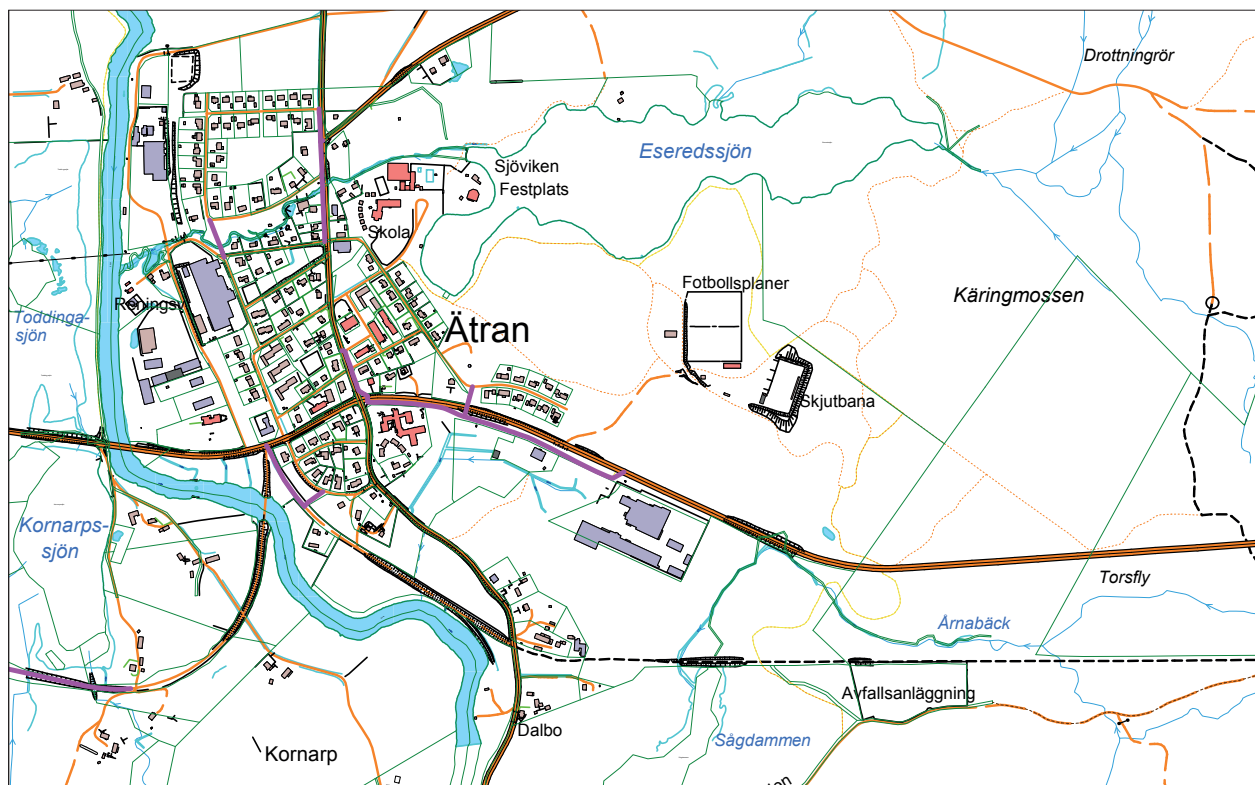 Drottningrör
Eseredssjön
Sjöviken
Festplats
Skola
Fotbollsplaner
Käringmossen
Reningsv
Toddinga-
sjön
Ätran
Skjutbana
Kornarps-
sjön
Torsfly
Årnabäck
Avfallsanläggning
Dalbo
Sågdammen
Kornarp